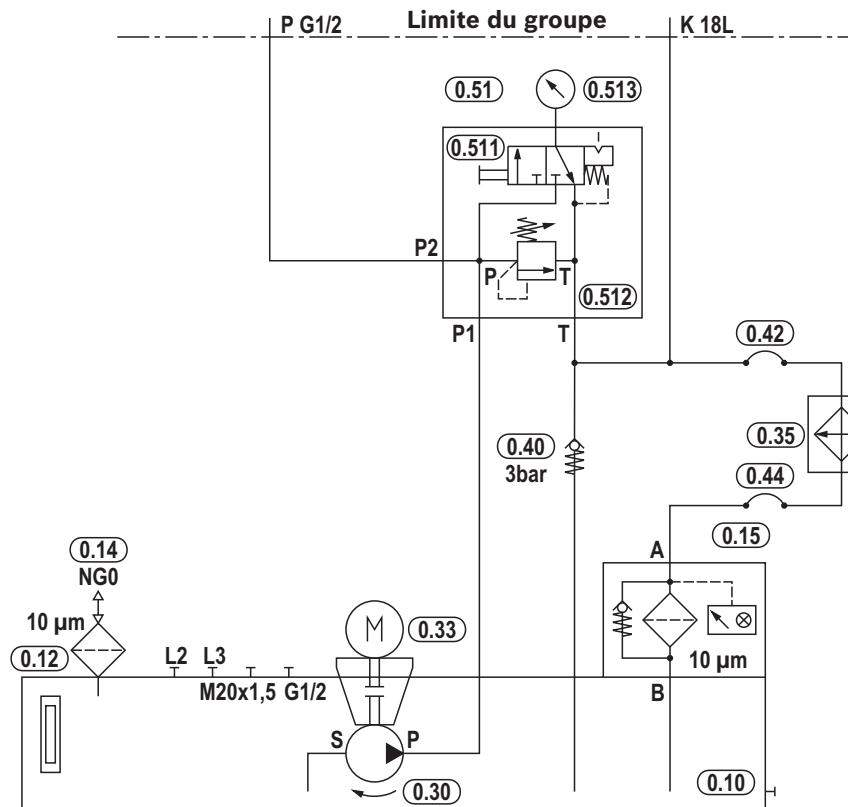 P G1/2 Limite du groupe K 18L
0.51 0.513
0.511
P2 P T
0.512
P1 T
0.42
0.40 0.35
3bar
0.44
0.14 A 0.15
NG0
10 µm M 0.33
0.12 L2 L3 10 µm
M20x1,5 G1/2 B
S P
0.30 0.10